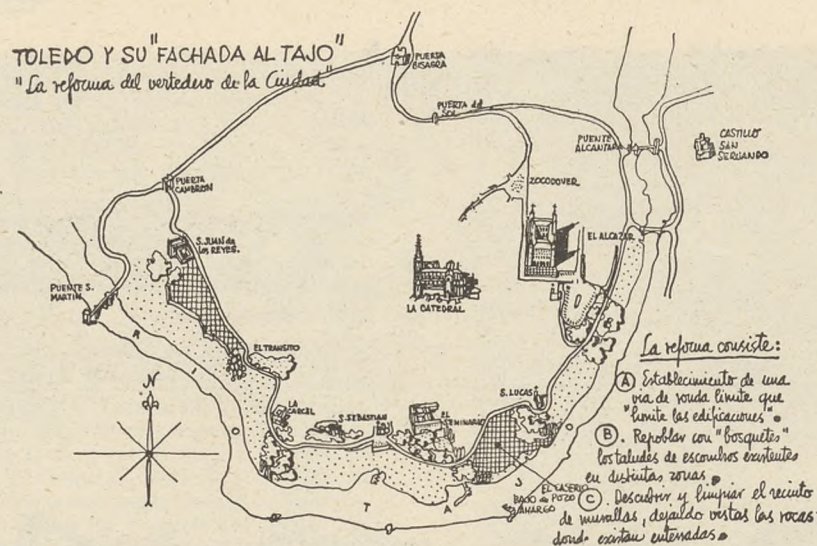 TOLEDO Y SU "FACHADA AL TAJO"
"La reforma del vertedero de la Ciudad"
PUERTA
BISAGRA
PUERTA del
SOL
PUENTE
ALCANTARA
CASTILLO
SAN
SERVANDO
PUERTA
CAMBRON
ZOCODOVER
S. JUAN de
los REYES.
EL ALCAZAR
PUENTE S.
MARTIN
LA CATEDRAL
EL TRANSITO
LA
CARCEL
S. SEBASTIAN
EL
SEMINARIO
S. LUCAS
EL CASERIO
BAJO de POZO
AMARGO
R I O
T A J O
N
La reforma consiste:
A Establecimiento de una
via de ronda limite que
"limite las edificaciones".
B. Repoblar con "bosquetes"
los taludes de escombros existentes
en distintas zonas.
C. Descubrir y limpiar el recinto
de murallas, dejando vistas las rocas
donde existan enterradas.